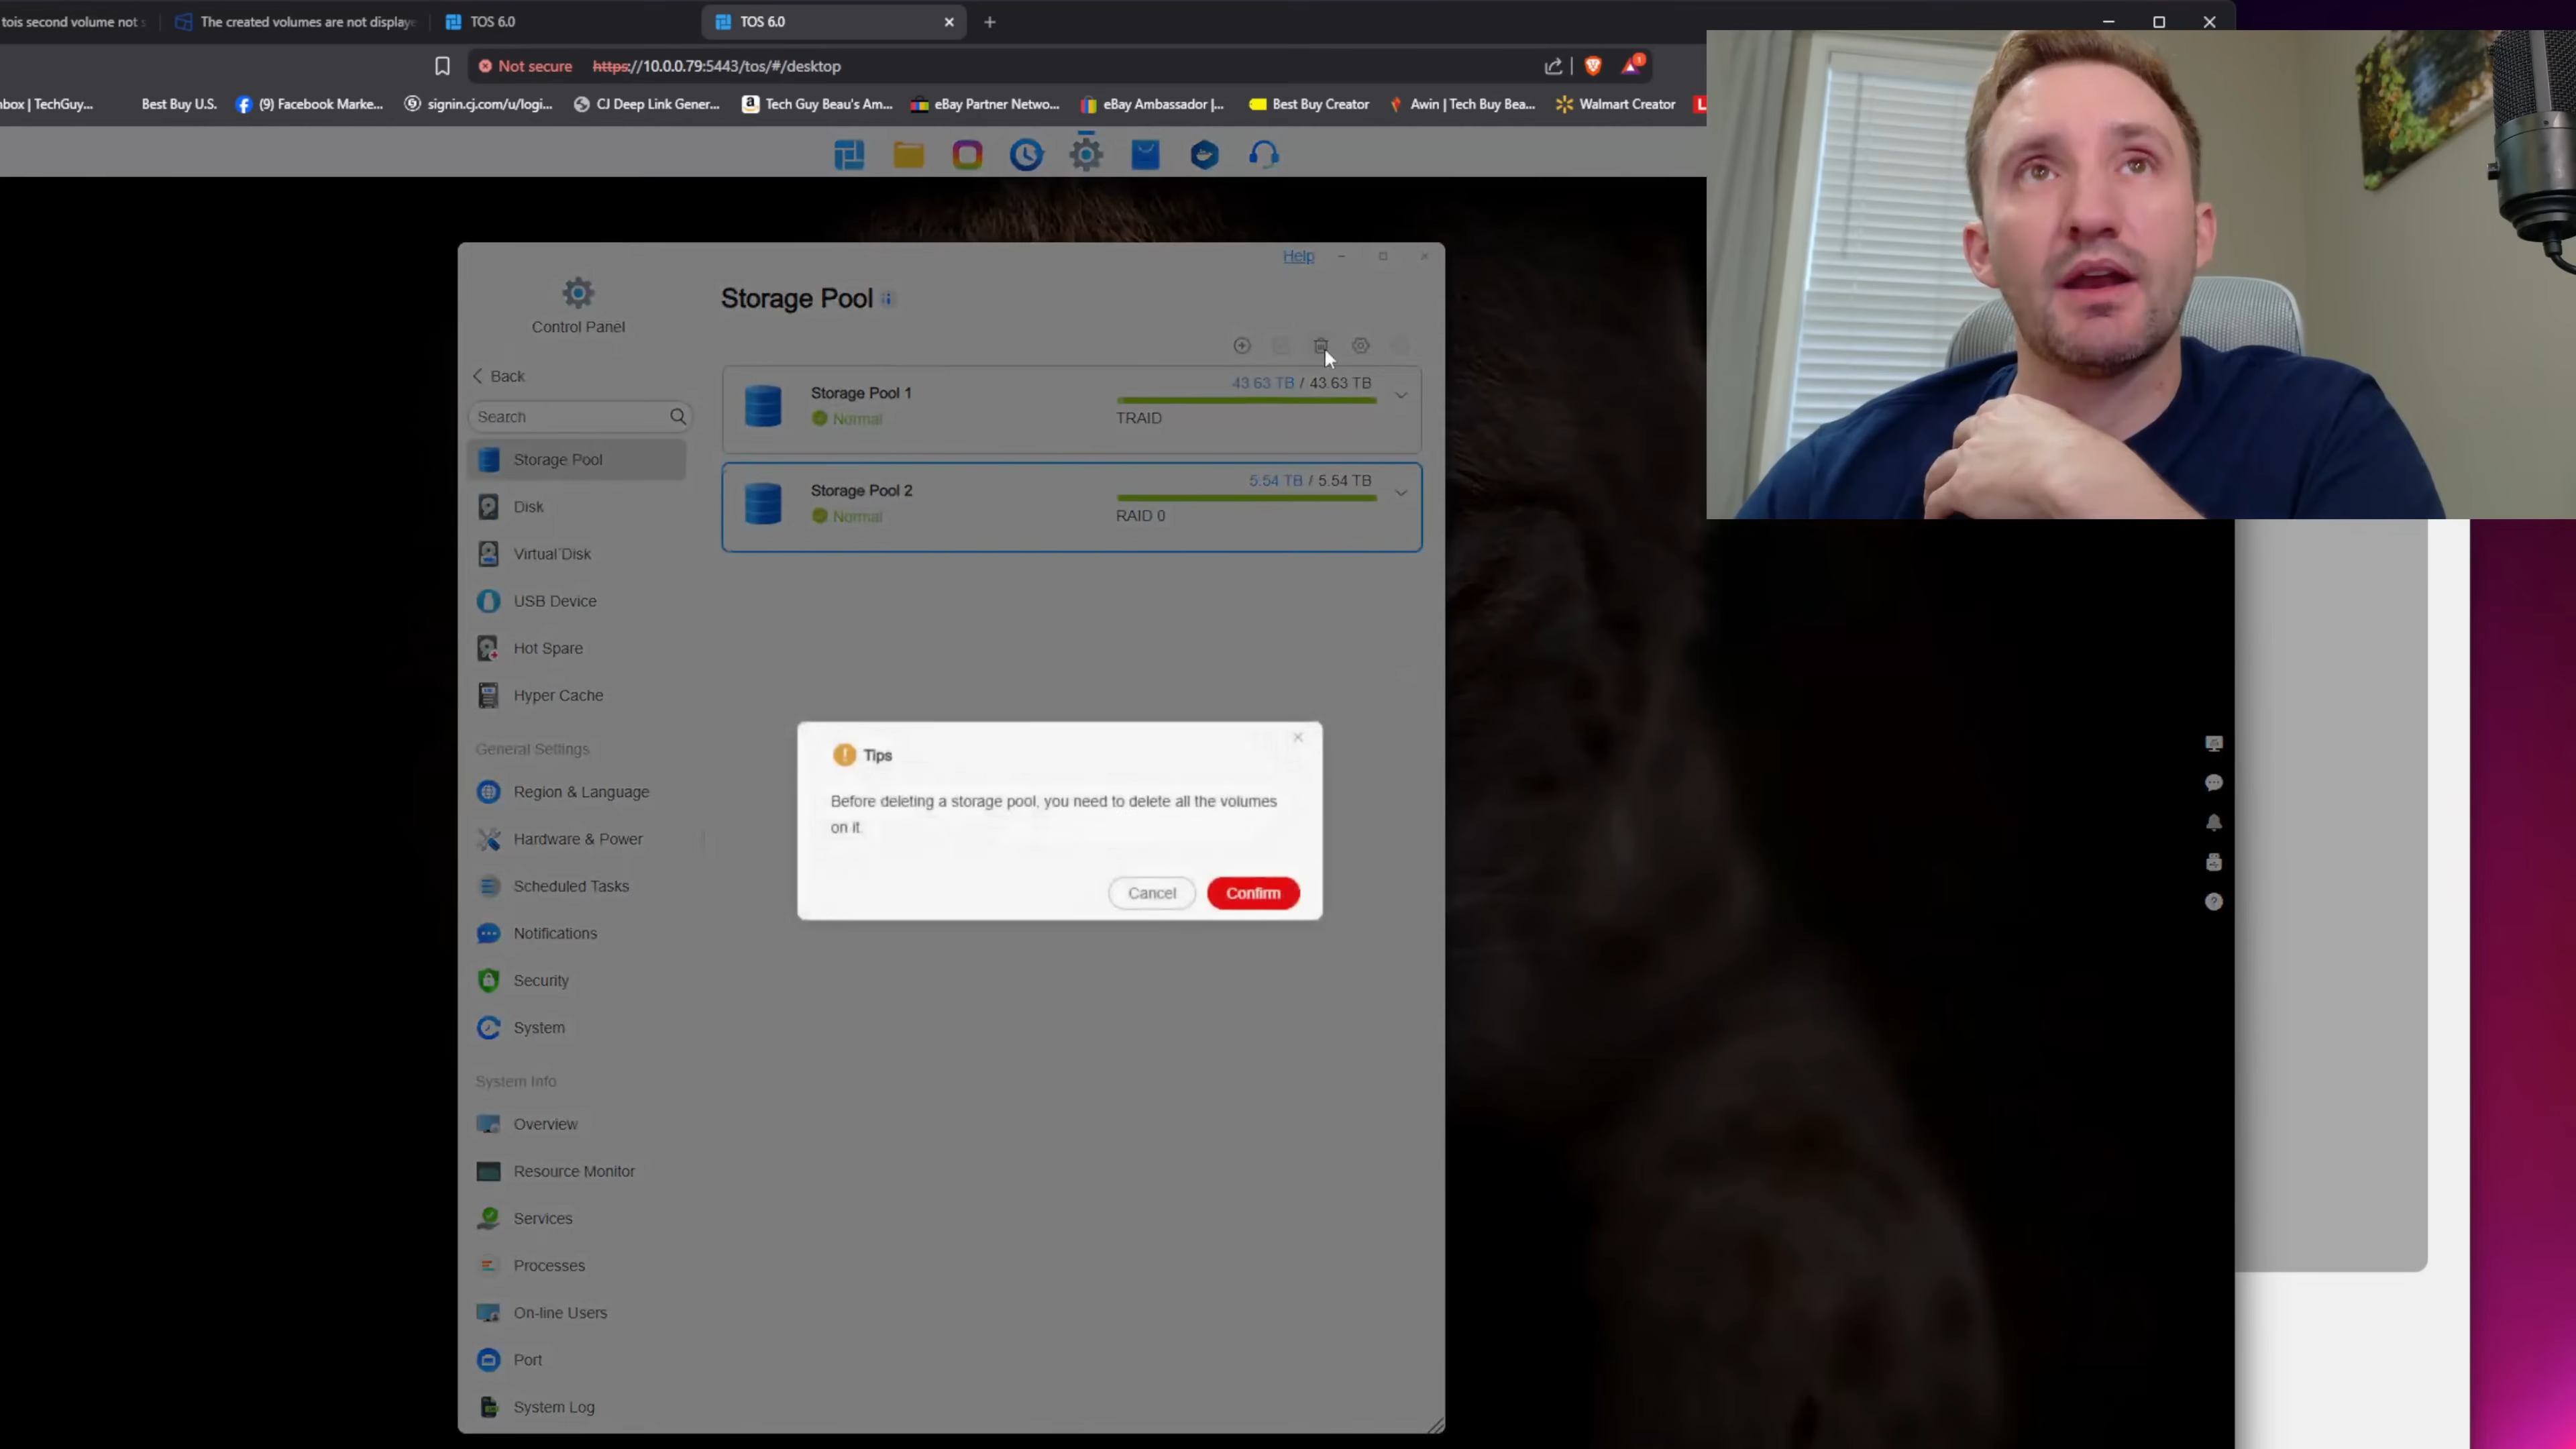 tois second volume not s
The created volumes are not displaye
TOS 6.0
TOS 6.0
Not secure
https://10.0.0.79:5443/tos/#/desktop
1
nbox | TechGuy...
Best Buy U.S.
(9) Facebook Marke...
signin.cj.com/u/logi...
CJ Deep Link Gener...
Tech Guy Beau's Am...
eBay Partner Netwo...
eBay Ambassador |...
Best Buy Creator
Awin | Tech Buy Bea...
Walmart Creator
L
Help
Control Panel
Storage Pool
Back
Search
Storage Pool
Disk
Virtual Disk
USB Device
Hot Spare
Hyper Cache
General Settings
Region & Language
Hardware & Power
Scheduled Tasks
Notifications
Security
System
System Info
Overview
Resource Monitor
Services
Processes
On-line Users
Port
System Log
Storage Pool 1
Normal
43.63 TB / 43.63 TB
TRAID
Storage Pool 2
Normal
5.54 TB / 5.54 TB
RAID 0
Tips
Before deleting a storage pool, you need to delete all the volumes
on it.
Cancel
Confirm